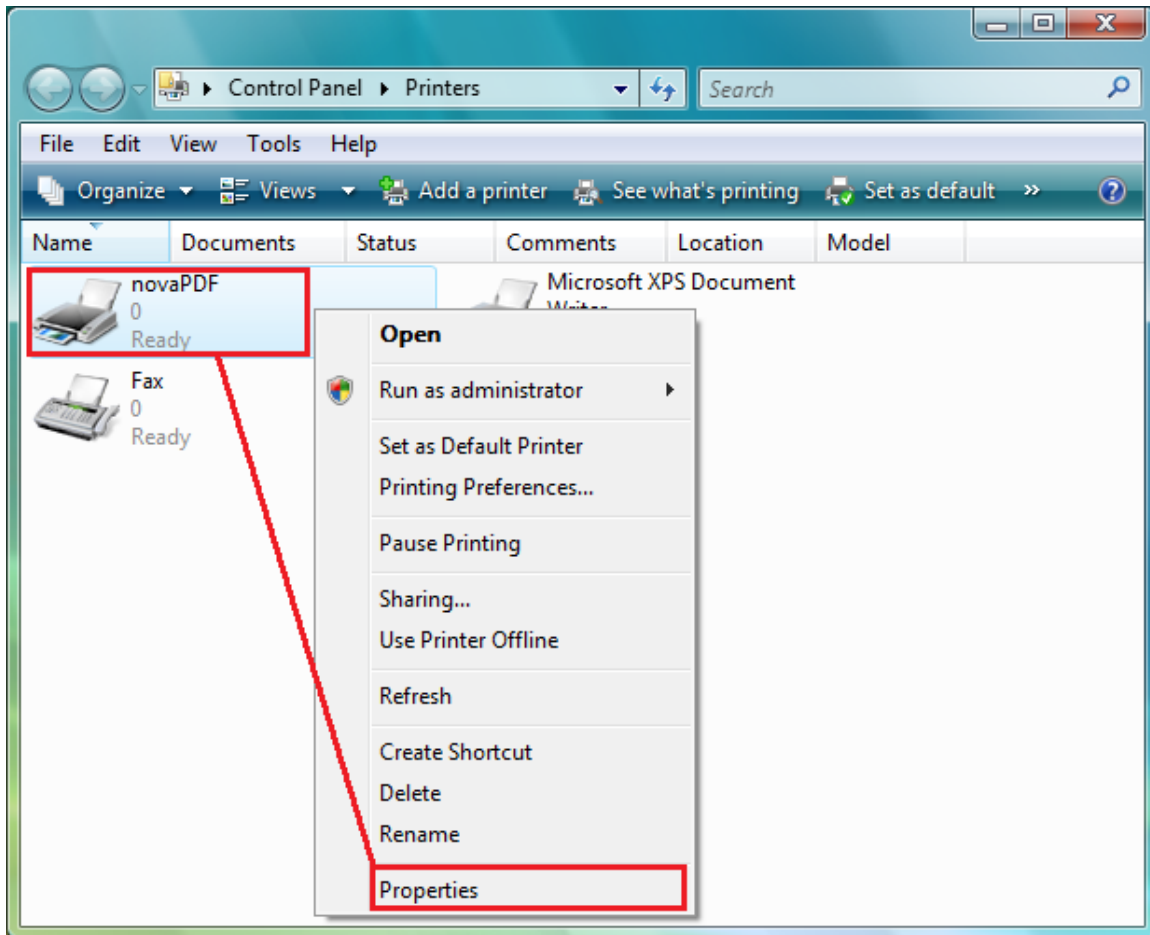 Control Panel ▸ Printers
Search
File Edit View Tools Help
Organize Views Add a printer See what's printing Set as default »
Name Documents Status Comments Location Model
novaPDF
0
Ready
Microsoft XPS Document
Writer
Fax
0
Ready
Open
Run as administrator
Set as Default Printer
Printing Preferences...
Pause Printing
Sharing...
Use Printer Offline
Refresh
Create Shortcut
Delete
Rename
Properties